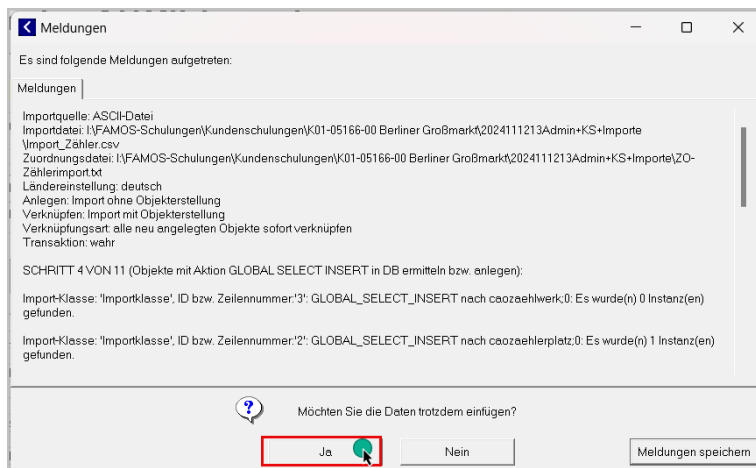 Meldungen
Es sind folgende Meldungen aufgetreten:
Meldungen
Importquelle: ASCII-Datei
Importdatei: I:\FAMOS-Schulungen\Kundenschulungen\K01-05166-00 Berliner Großmarkt\2024111213Admin+KS+Importe
\Import_Zähler.csv
Zuordnungsdatei: I:\FAMOS-Schulungen\Kundenschulungen\K01-05166-00 Berliner Großmarkt\2024111213Admin+KS+Importe\ZO-
Zählerimport.txt
Ländereinstellung: deutsch
Anlegen: Import ohne Objekterstellung
Verknüpfen: Import mit Objekterstellung
Verknüpfungsart: alle neu angelegten Objekte sofort verknüpfen
Transaktion: wahr
SCHRITT 4 VON 11 (Objekte mit Aktion GLOBAL SELECT INSERT in DB ermitteln bzw. anlegen):
Import-Klasse: 'Importklasse', ID bzw. Zeilennummer:'3': GLOBAL_SELECT_INSERT nach caozaehlwerk;0: Es wurde(n) 0 Instanz(en)
gefunden.
Import-Klasse: 'Importklasse', ID bzw. Zeilennummer:'2': GLOBAL_SELECT_INSERT nach caozaehlerplatz;0: Es wurde(n) 1 Instanz(en)
gefunden.
Möchten Sie die Daten trotzdem einfügen?
Ja
Nein
Meldungen speichern